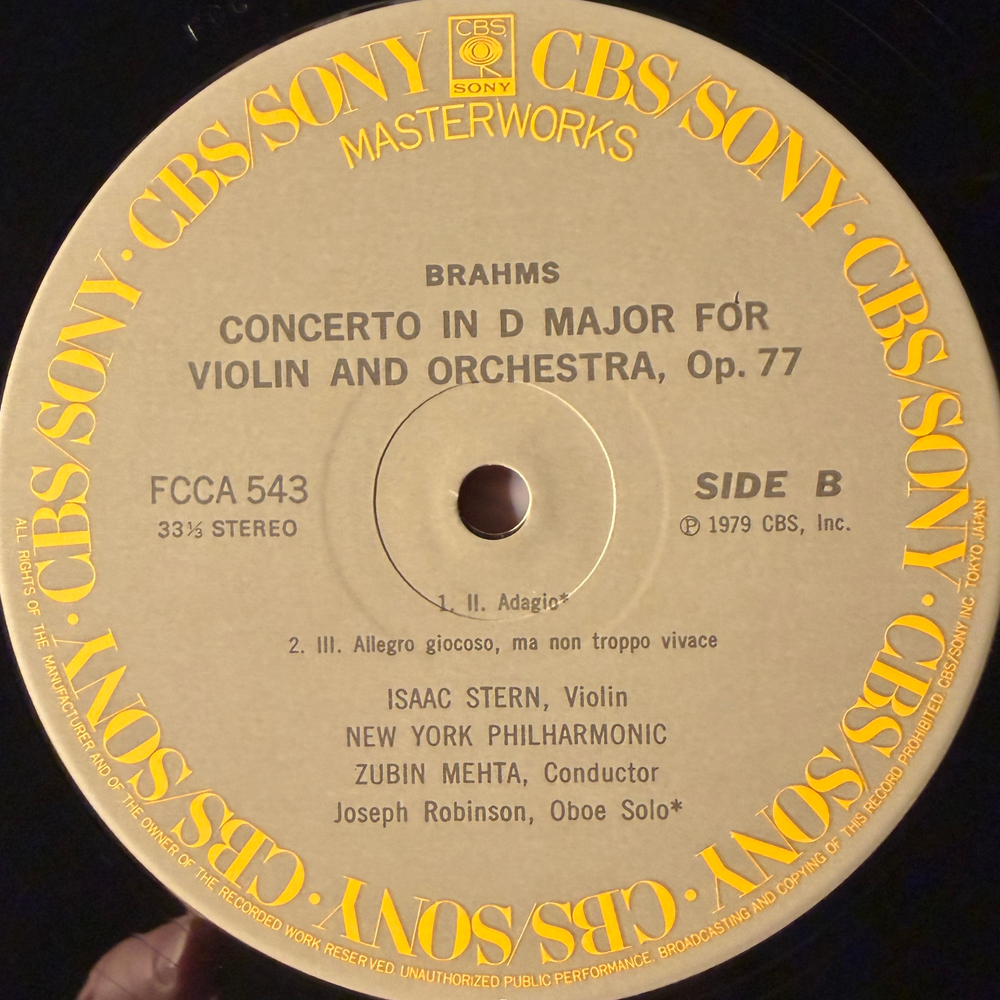 CBS
SONY
CBS/SONY · CBS/SONY · CBS/SONY · CBS/SONY · CBS/SONY · CBS/SONY · CBS/SONY · CBS/SONY
MASTERWORKS
BRAHMS
CONCERTO IN D MAJOR FOR
VIOLIN AND ORCHESTRA, Op. 77
FCCA 543
33⅓ STEREO
SIDE B
Ⓟ 1979 CBS, Inc.
1. II. Adagio*
2. III. Allegro giocoso, ma non troppo vivace
ISAAC STERN, Violin
NEW YORK PHILHARMONIC
ZUBIN MEHTA, Conductor
Joseph Robinson, Oboe Solo*
ALL RIGHTS OF THE MANUFACTURER AND OF THE OWNER OF THE RECORDED WORK RESERVED. UNAUTHORIZED PUBLIC PERFORMANCE. BROADCASTING AND COPYING OF THIS RECORD PROHIBITED. CBS/SONY INC. TOKYO JAPAN